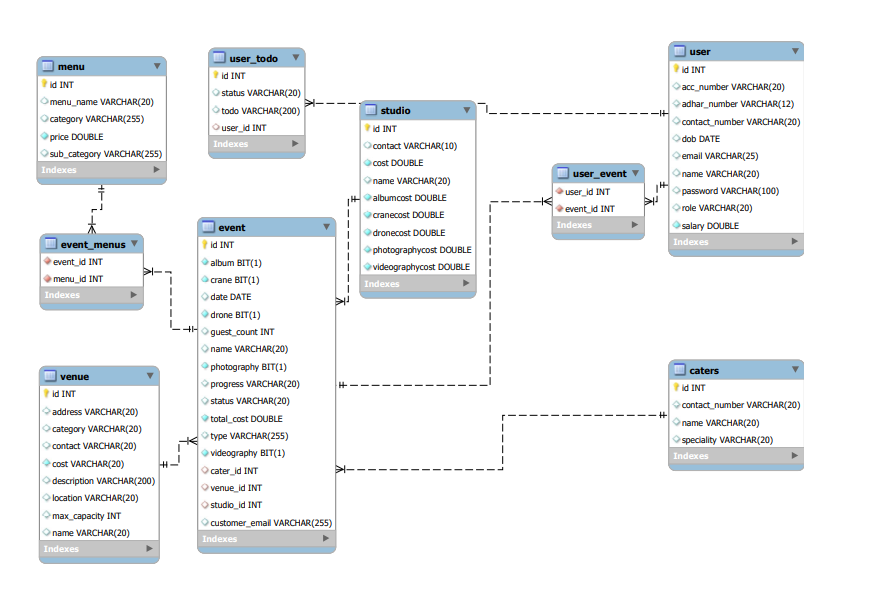 menu
id INT
menu_name VARCHAR(20)
category VARCHAR(255)
price DOUBLE
sub_category VARCHAR(255)
Indexes
user_todo
id INT
status VARCHAR(20)
todo VARCHAR(200)
user_id INT
Indexes
studio
id INT
contact VARCHAR(10)
cost DOUBLE
name VARCHAR(20)
albumcost DOUBLE
cranecost DOUBLE
dronecost DOUBLE
photographycost DOUBLE
videographycost DOUBLE
Indexes
user
id INT
acc_number VARCHAR(20)
adhar_number VARCHAR(12)
contact_number VARCHAR(20)
dob DATE
email VARCHAR(25)
name VARCHAR(20)
password VARCHAR(100)
role VARCHAR(20)
salary DOUBLE
Indexes
user_event
user_id INT
event_id INT
Indexes
event_menus
event_id INT
menu_id INT
Indexes
event
id INT
album BIT(1)
crane BIT(1)
date DATE
drone BIT(1)
guest_count INT
name VARCHAR(20)
photography BIT(1)
progress VARCHAR(20)
status VARCHAR(20)
total_cost DOUBLE
type VARCHAR(255)
videography BIT(1)
cater_id INT
venue_id INT
studio_id INT
customer_email VARCHAR(255)
Indexes
venue
id INT
address VARCHAR(20)
category VARCHAR(20)
contact VARCHAR(20)
cost VARCHAR(20)
description VARCHAR(200)
location VARCHAR(20)
max_capacity INT
name VARCHAR(20)
Indexes
caters
id INT
contact_number VARCHAR(20)
name VARCHAR(20)
speciality VARCHAR(20)
Indexes